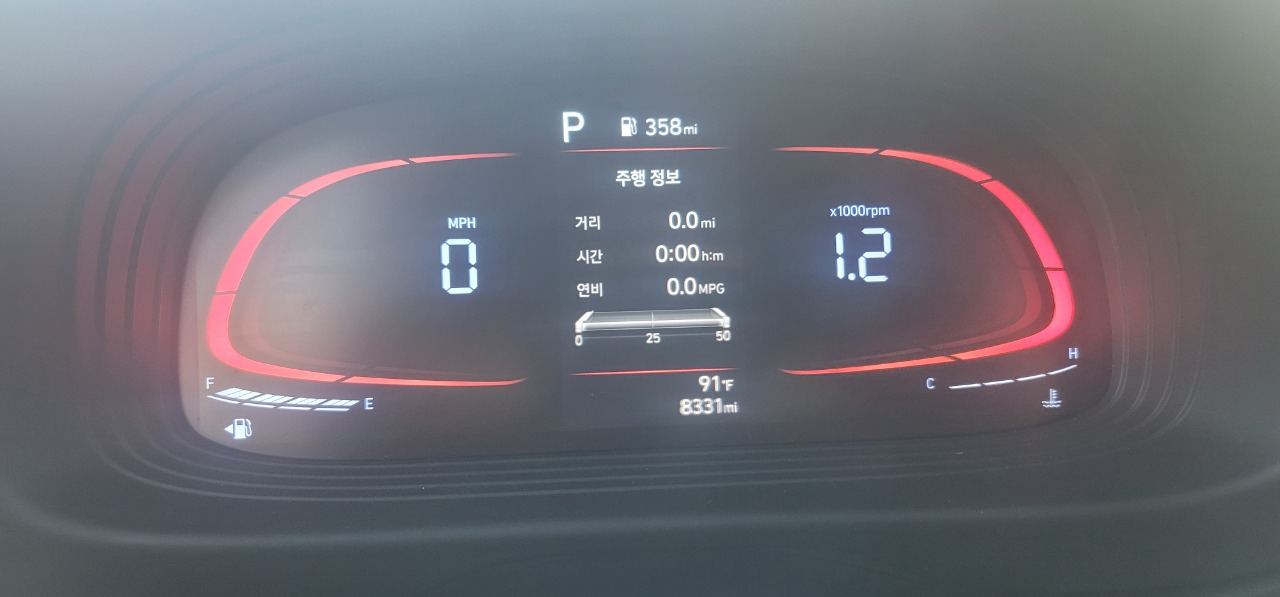 P 358mi
주행 정보
MPH
0
거리 0.0mi
시간 0:00h:m
연비 0.0MPG
0 25 50
x1000rpm
1.2
F E
91°F
8331mi
C H